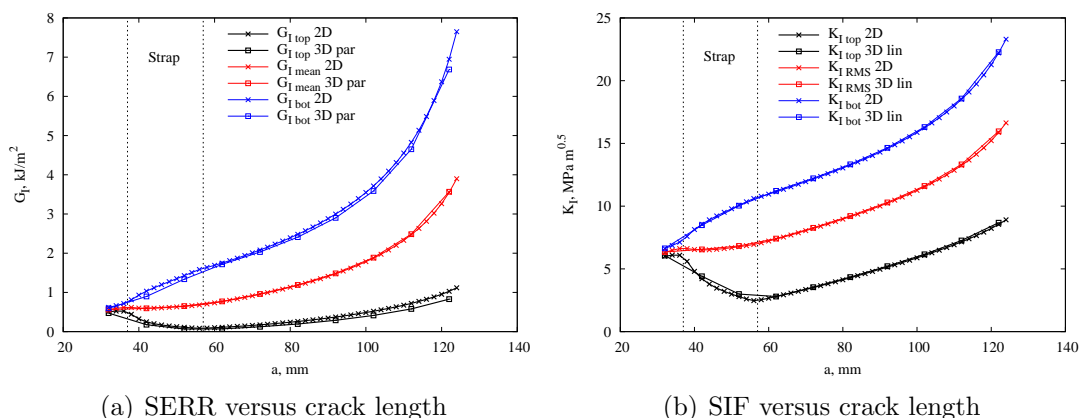 8
7
6
5
4
3
2
1
0
G_I, kJ/m^2
20 40 60 80 100 120 140
a, mm
Strap
G_I top 2D
G_I top 3D par
G_I mean 2D
G_I mean 3D par
G_I bot 2D
G_I bot 3D par
(a) SERR versus crack length
25
20
15
10
5
0
K_I, MPa m^0.5
20 40 60 80 100 120 140
a, mm
Strap
K_I top 2D
K_I top 3D lin
K_I RMS 2D
K_I RMS 3D lin
K_I bot 2D
K_I bot 3D lin
(b) SIF versus crack length